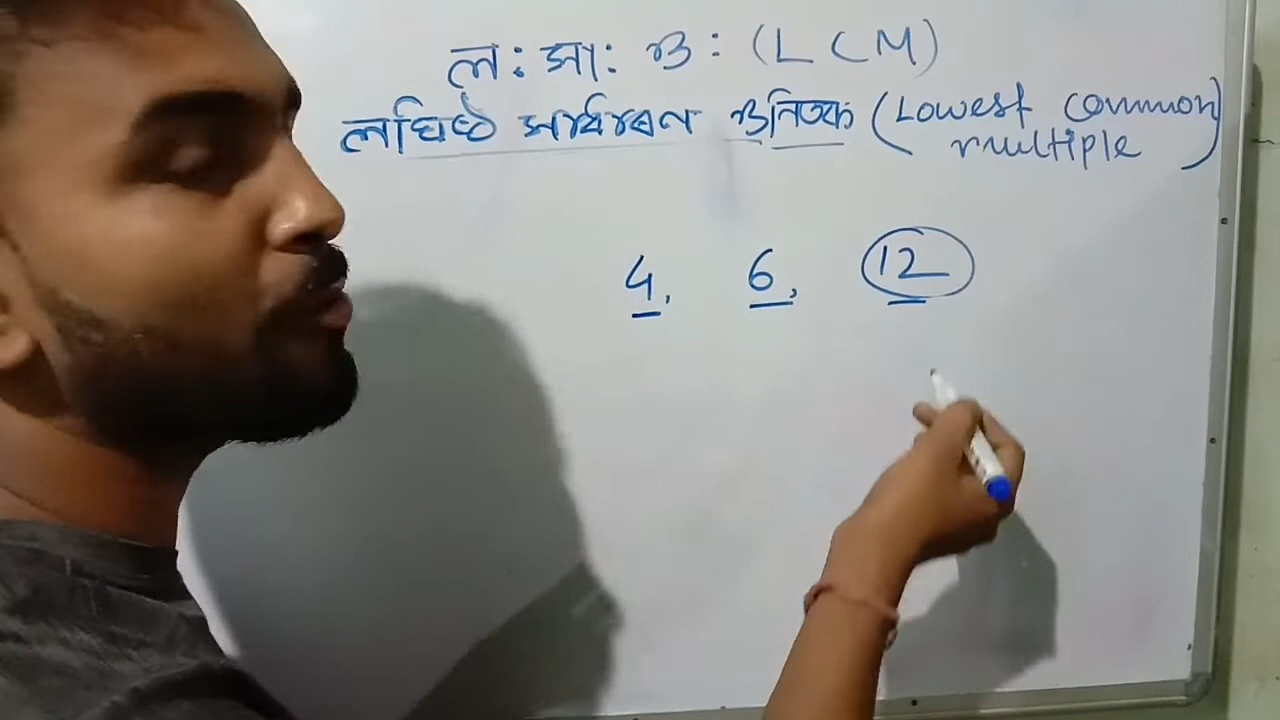 ল: সা: গু: (LCM)
লঘিষ্ঠ সাধাৰণ গুনিতক (Lowest common
multiple)
4, 6, 12